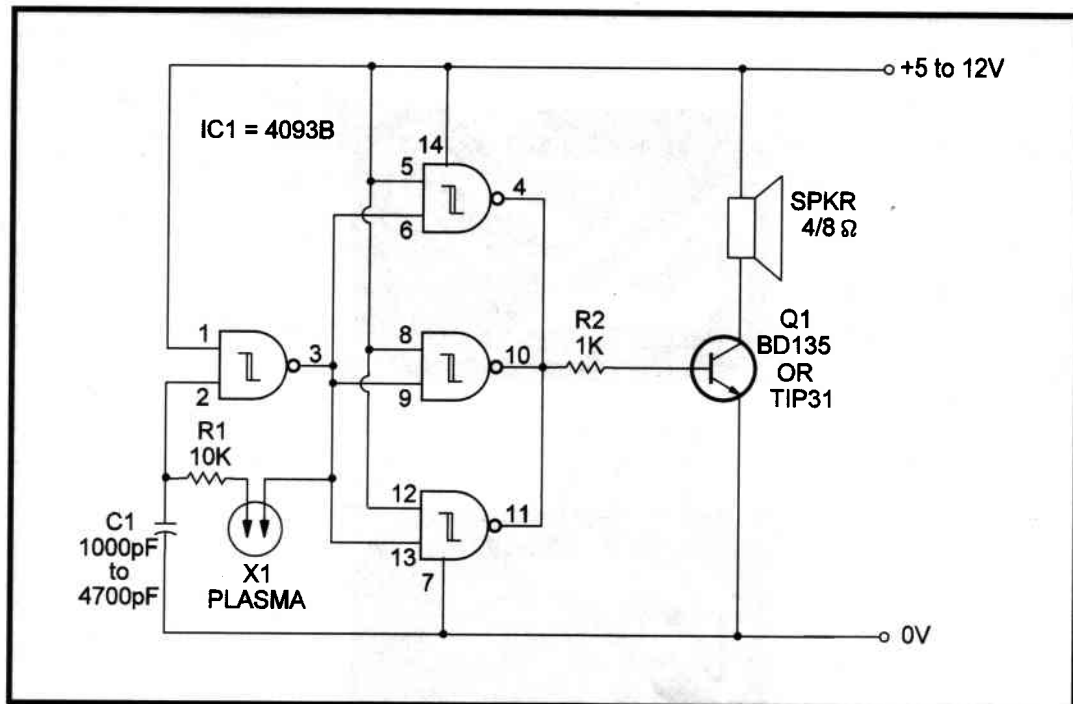 +5 to 12V
IC1 = 4093B
14
5
4
6
SPKR
4/8 Ω
1
3
2
8
10
9
R2
1K
Q1
BD135
OR
TIP31
R1
10K
12
11
13
7
C1
1000pF
to
4700pF
X1
PLASMA
0V